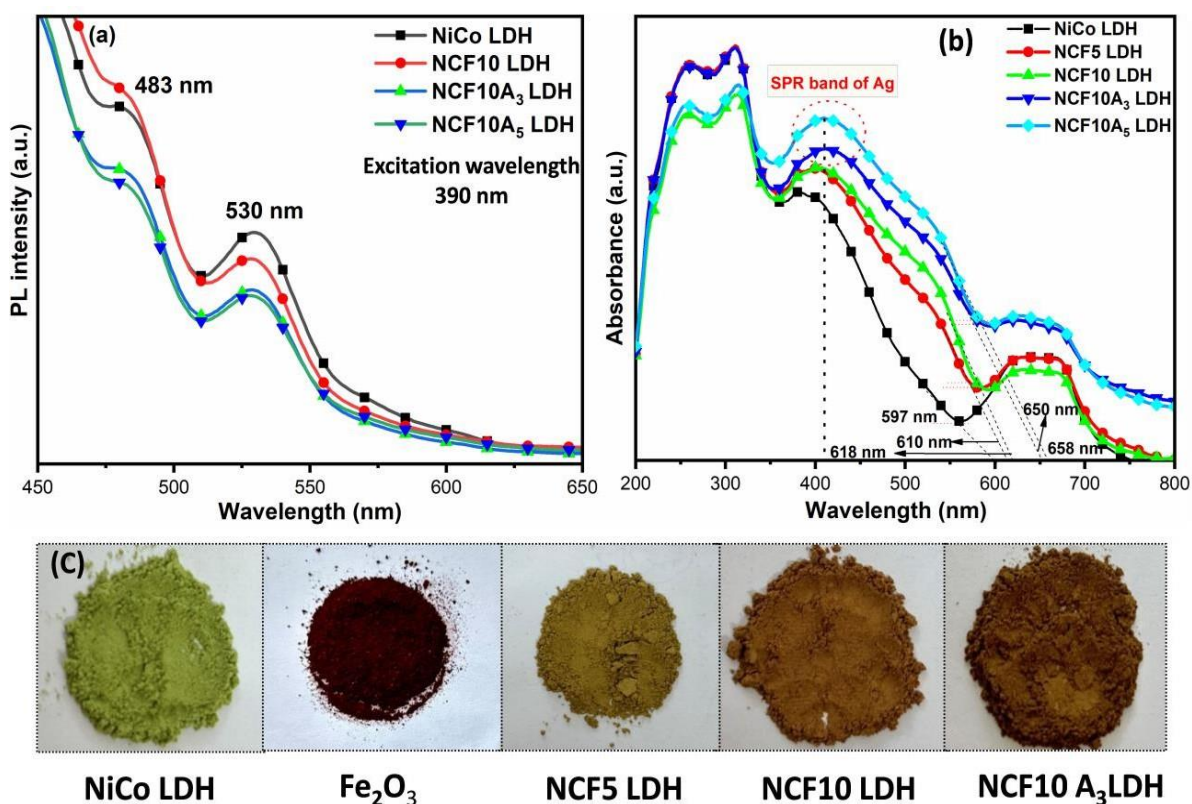 (a)
483 nm
530 nm
NiCo LDH
NCF10 LDH
NCF10A₃ LDH
NCF10A₅ LDH
Excitation wavelength
390 nm
PL intensity (a.u.)
450 500 550 600 650
Wavelength (nm)
(b)
SPR band of Ag
NiCo LDH
NCF5 LDH
NCF10 LDH
NCF10A₃ LDH
NCF10A₅ LDH
Absorbance (a.u.)
597 nm
650 nm
610 nm
618 nm
658 nm
200 300 400 500 600 700 800
Wavelength (nm)
(C)
NiCo LDH
Fe₂O₃
NCF5 LDH
NCF10 LDH
NCF10 A₃LDH